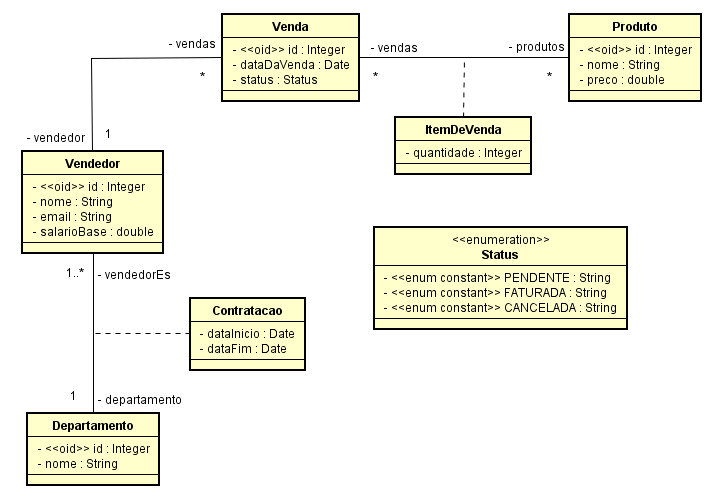 Venda
- <<oid>> id : Integer
- dataDaVenda : Date
- status : Status
Produto
- <<oid>> id : Integer
- nome : String
- preco : double
- vendas
*
- vendas
*
- produtos
*
ItemDeVenda
- quantidade : Integer
- vendedor
1
Vendedor
- <<oid>> id : Integer
- nome : String
- email : String
- salarioBase : double
<<enumeration>>
Status
- <<enum constant>> PENDENTE : String
- <<enum constant>> FATURADA : String
- <<enum constant>> CANCELADA : String
1..*
- vendedorEs
Contratacao
- dataInicio : Date
- dataFim : Date
1
- departamento
Departamento
- <<oid>> id : Integer
- nome : String